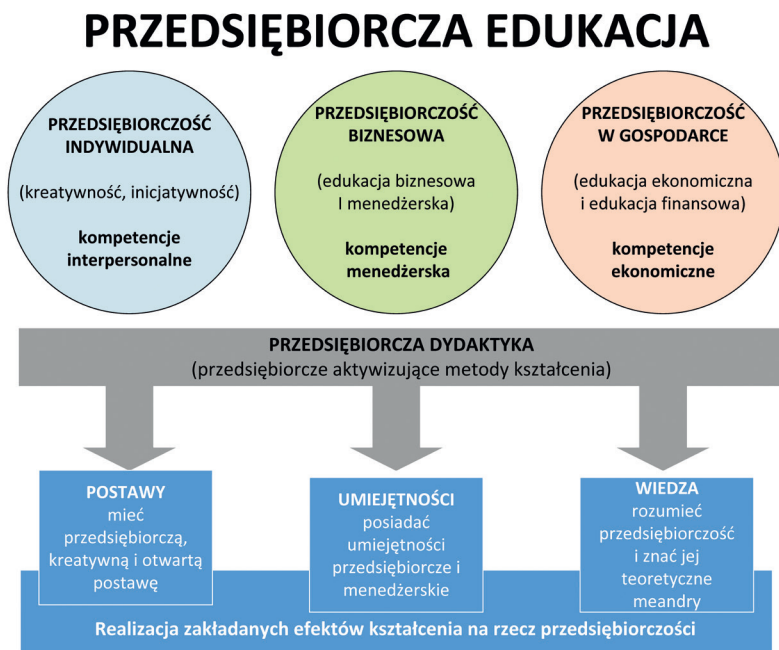 PRZEDSIĘBIORCZA EDUKACJA
PRZEDSIĘBIORCZOŚĆ
INDYWIDUALNA
(kreatywność, inicjatywność)
kompetencje
interpersonalne
PRZEDSIĘBIORCZOŚĆ
BIZNESOWA
(edukacja biznesowa
I menedżerska)
kompetencje
menedżerska
PRZEDSIĘBIORCZOŚĆ
W GOSPODARCE
(edukacja ekonomiczna
i edukacja finansowa)
kompetencje
ekonomiczne
PRZEDSIĘBIORCZA DYDAKTYKA
(przedsiębiorcze aktywizujące metody kształcenia)
POSTAWY
mieć
przedsiębiorczą,
kreatywną i otwartą
postawę
UMIEJĘTNOŚCI
posiadać
umiejętności
przedsiębiorcze i
menedżerskie
WIEDZA
rozumieć
przedsiębiorczość
i znać jej
teoretyczne
meandry
Realizacja zakładanych efektów kształcenia na rzecz przedsiębiorczości